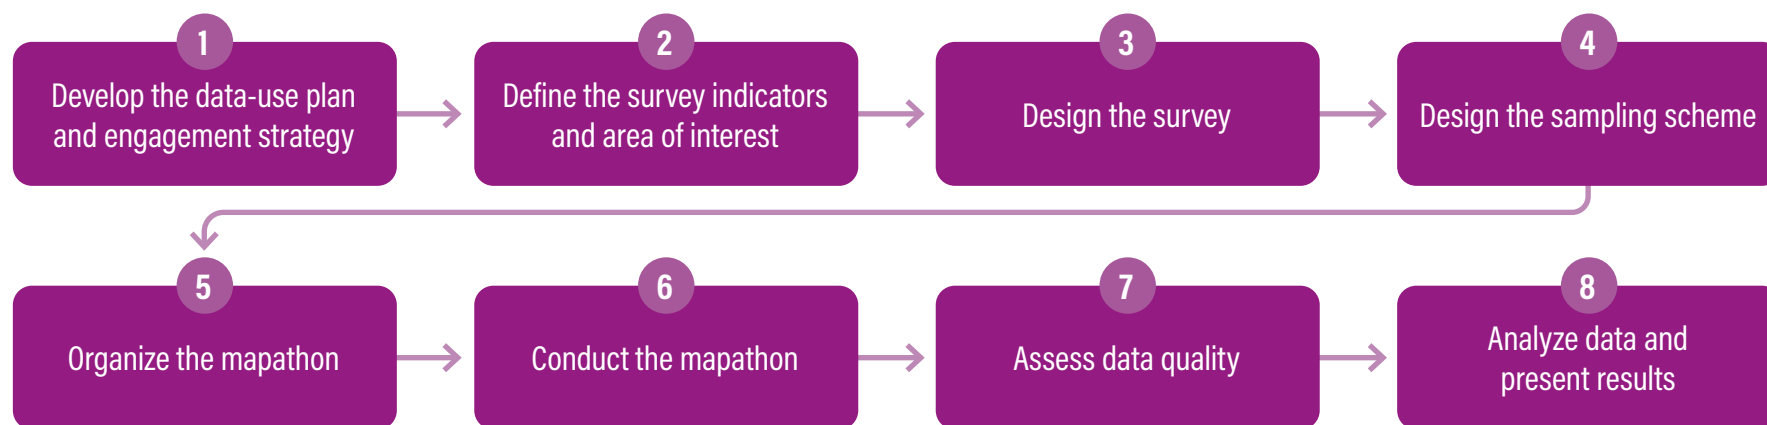 1
Develop the data-use plan
and engagement strategy
2
Define the survey indicators
and area of interest
3
Design the survey
4
Design the sampling scheme
5
Organize the mapathon
6
Conduct the mapathon
7
Assess data quality
8
Analyze data and
present results